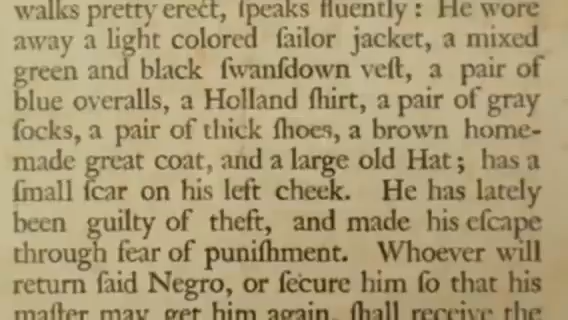 walks pretty erect, ſpeaks fluently : He wore
away a light colored ſailor jacket, a mixed
green and black ſwanſdown veſt, a pair of
blue overalls, a Holland ſhirt, a pair of gray
ſocks, a pair of thick ſhoes, a brown home-
made great coat, and a large old Hat ; has a
ſmall ſcar on his left cheek. He has lately
been guilty of theft, and made his eſcape
through fear of puniſhment. Whoever will
return ſaid Negro, or ſecure him ſo that his
maſter may get him again, ſhall receive the